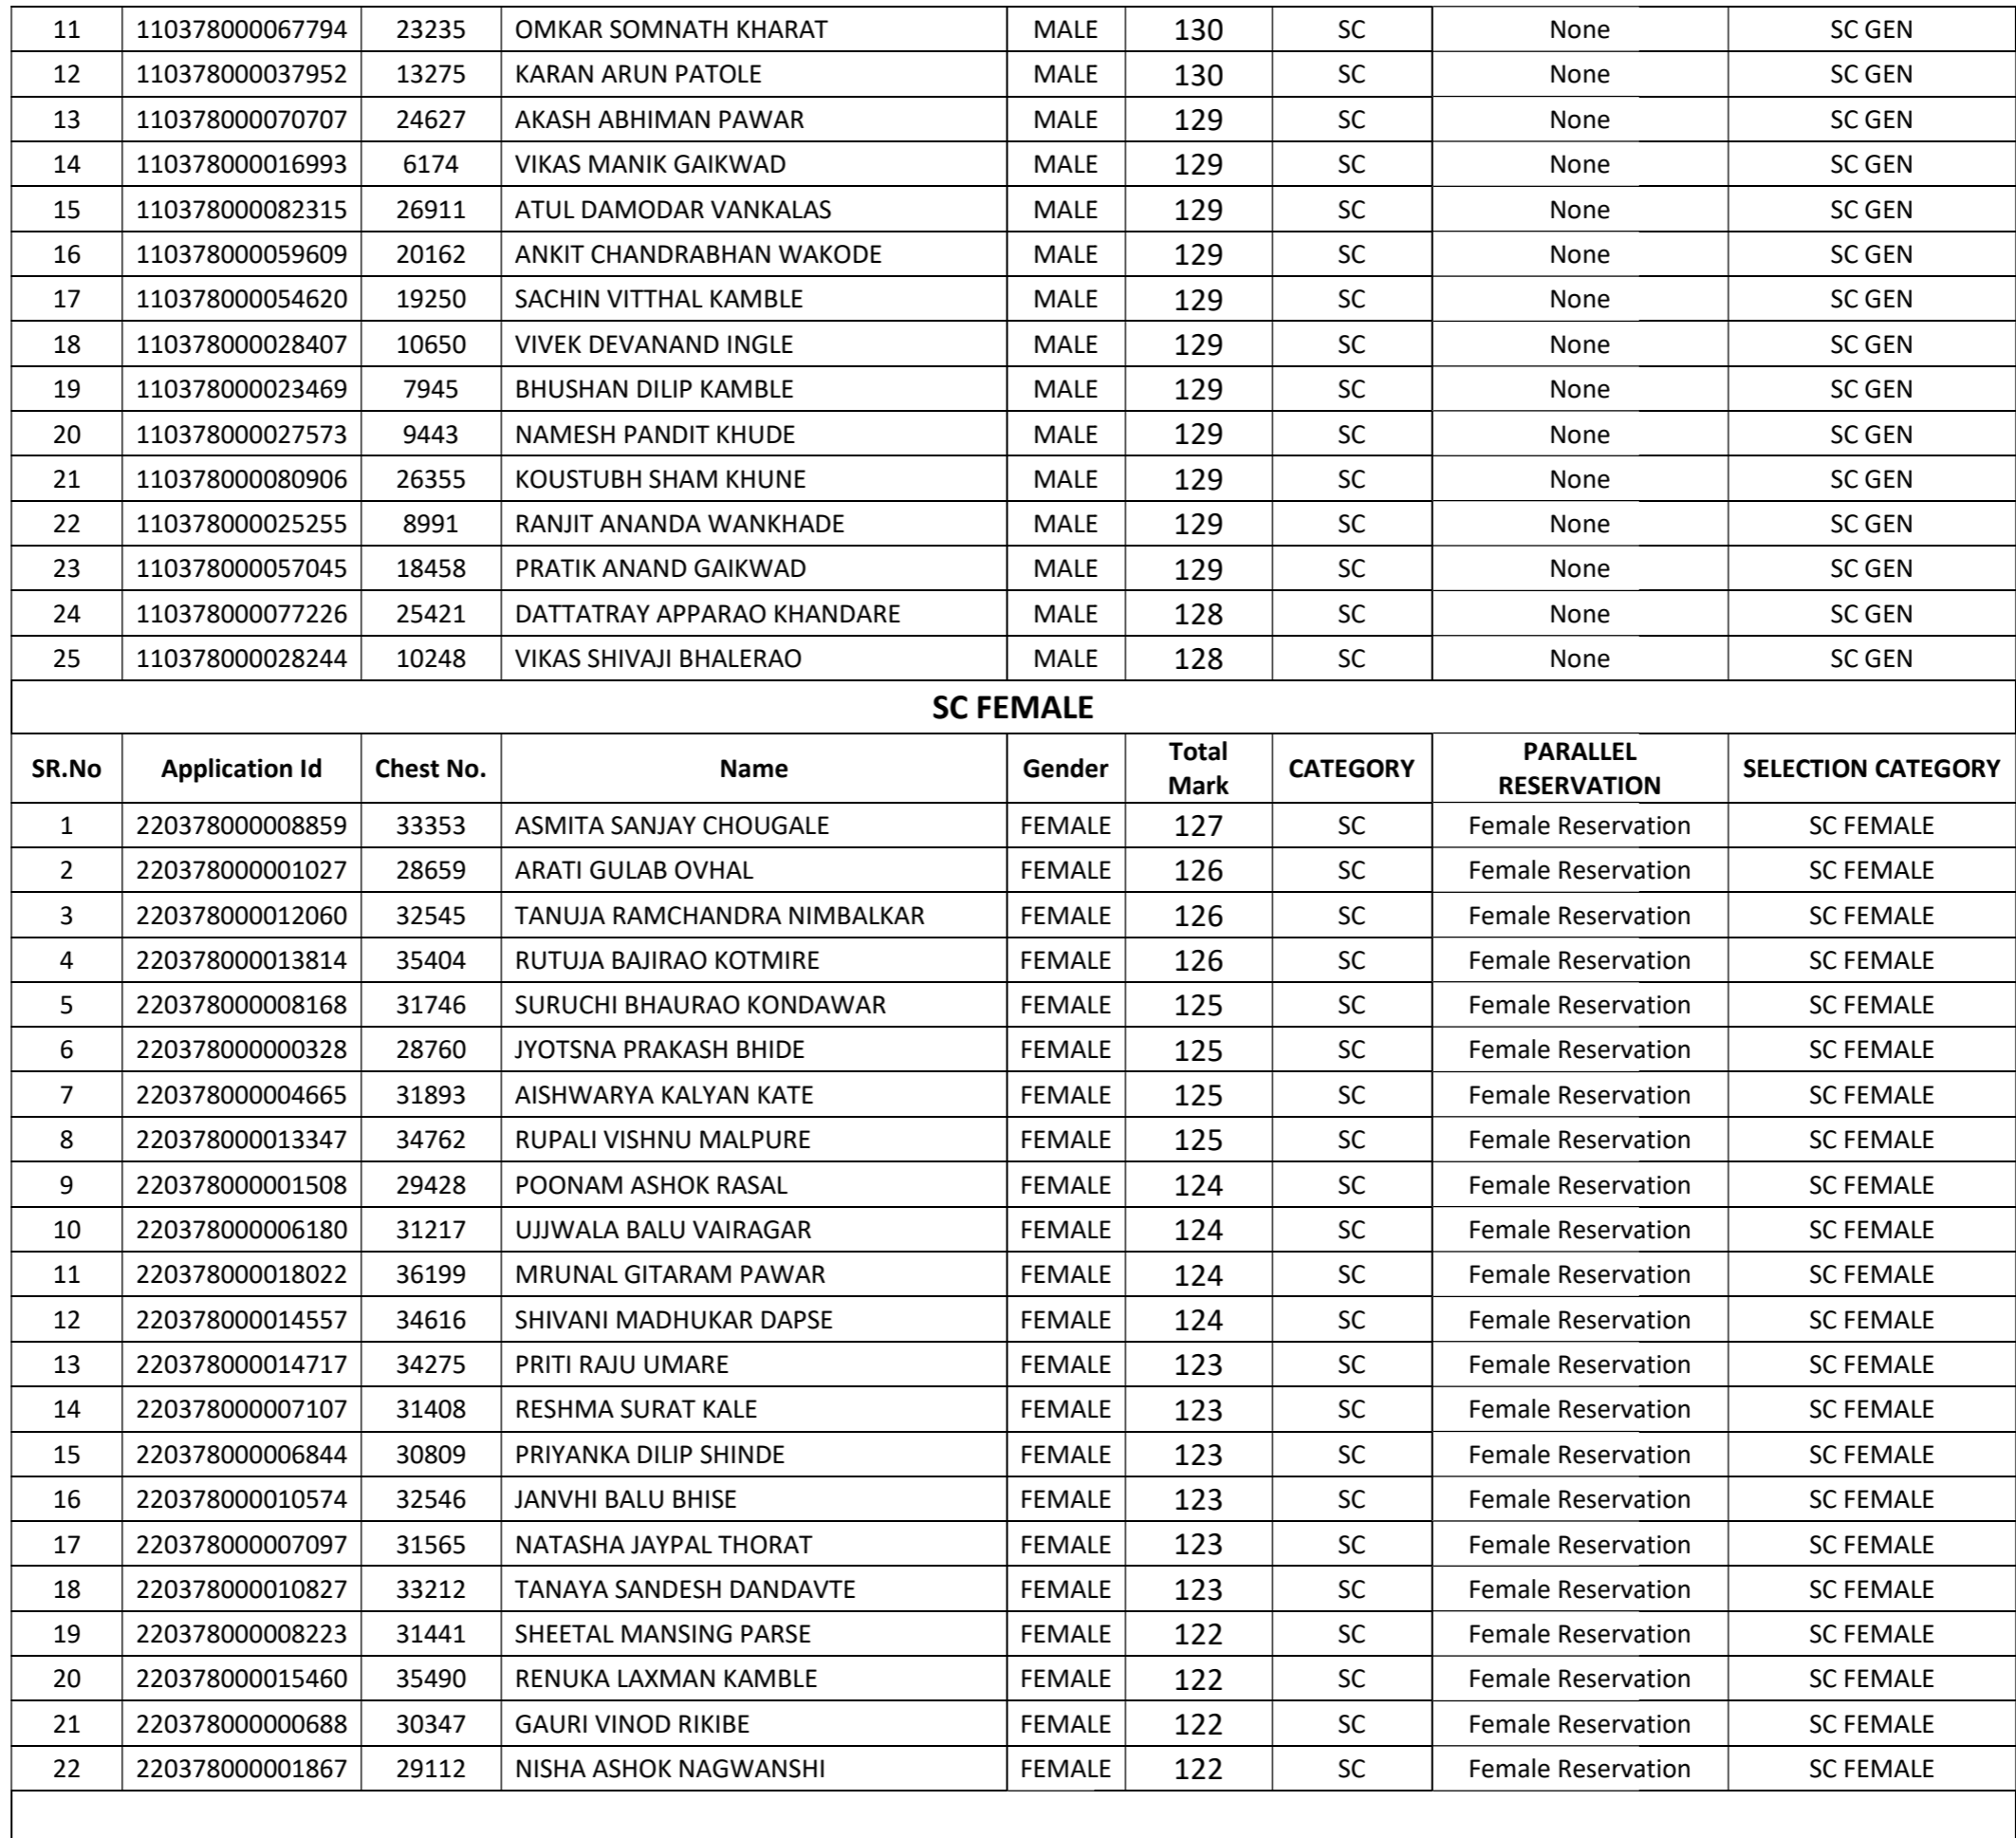 11 110378000067794 23235 OMKAR SOMNATH KHARAT MALE 130 SC None SC GEN
12 110378000037952 13275 KARAN ARUN PATOLE MALE 130 SC None SC GEN
13 110378000070707 24627 AKASH ABHIMAN PAWAR MALE 129 SC None SC GEN
14 110378000016993 6174 VIKAS MANIK GAIKWAD MALE 129 SC None SC GEN
15 110378000082315 26911 ATUL DAMODAR VANKALAS MALE 129 SC None SC GEN
16 110378000059609 20162 ANKIT CHANDRABHAN WAKODE MALE 129 SC None SC GEN
17 110378000054620 19250 SACHIN VITTHAL KAMBLE MALE 129 SC None SC GEN
18 110378000028407 10650 VIVEK DEVANAND INGLE MALE 129 SC None SC GEN
19 110378000023469 7945 BHUSHAN DILIP KAMBLE MALE 129 SC None SC GEN
20 110378000027573 9443 NAMESH PANDIT KHUDE MALE 129 SC None SC GEN
21 110378000080906 26355 KOUSTUBH SHAM KHUNE MALE 129 SC None SC GEN
22 110378000025255 8991 RANJIT ANANDA WANKHADE MALE 129 SC None SC GEN
23 110378000057045 18458 PRATIK ANAND GAIKWAD MALE 129 SC None SC GEN
24 110378000077226 25421 DATTATRAY APPARAO KHANDARE MALE 128 SC None SC GEN
25 110378000028244 10248 VIKAS SHIVAJI BHALERAO MALE 128 SC None SC GEN
SC FEMALE
SR.No Application Id Chest No. Name Gender Total Mark CATEGORY PARALLEL RESERVATION SELECTION CATEGORY
1 220378000008859 33353 ASMITA SANJAY CHOUGALE FEMALE 127 SC Female Reservation SC FEMALE
2 220378000001027 28659 ARATI GULAB OVHAL FEMALE 126 SC Female Reservation SC FEMALE
3 220378000012060 32545 TANUJA RAMCHANDRA NIMBALKAR FEMALE 126 SC Female Reservation SC FEMALE
4 220378000013814 35404 RUTUJA BAJIRAO KOTMIRE FEMALE 126 SC Female Reservation SC FEMALE
5 220378000008168 31746 SURUCHI BHAURAO KONDAWAR FEMALE 125 SC Female Reservation SC FEMALE
6 220378000000328 28760 JYOTSNA PRAKASH BHIDE FEMALE 125 SC Female Reservation SC FEMALE
7 220378000004665 31893 AISHWARYA KALYAN KATE FEMALE 125 SC Female Reservation SC FEMALE
8 220378000013347 34762 RUPALI VISHNU MALPURE FEMALE 125 SC Female Reservation SC FEMALE
9 220378000001508 29428 POONAM ASHOK RASAL FEMALE 124 SC Female Reservation SC FEMALE
10 220378000006180 31217 UJJWALA BALU VAIRAGAR FEMALE 124 SC Female Reservation SC FEMALE
11 220378000018022 36199 MRUNAL GITARAM PAWAR FEMALE 124 SC Female Reservation SC FEMALE
12 220378000014557 34616 SHIVANI MADHUKAR DAPSE FEMALE 124 SC Female Reservation SC FEMALE
13 220378000014717 34275 PRITI RAJU UMARE FEMALE 123 SC Female Reservation SC FEMALE
14 220378000007107 31408 RESHMA SURAT KALE FEMALE 123 SC Female Reservation SC FEMALE
15 220378000006844 30809 PRIYANKA DILIP SHINDE FEMALE 123 SC Female Reservation SC FEMALE
16 220378000010574 32546 JANVHI BALU BHISE FEMALE 123 SC Female Reservation SC FEMALE
17 220378000007097 31565 NATASHA JAYPAL THORAT FEMALE 123 SC Female Reservation SC FEMALE
18 220378000010827 33212 TANAYA SANDESH DANDAVTE FEMALE 123 SC Female Reservation SC FEMALE
19 220378000008223 31441 SHEETAL MANSING PARSE FEMALE 122 SC Female Reservation SC FEMALE
20 220378000015460 35490 RENUKA LAXMAN KAMBLE FEMALE 122 SC Female Reservation SC FEMALE
21 220378000000688 30347 GAURI VINOD RIKIBE FEMALE 122 SC Female Reservation SC FEMALE
22 220378000001867 29112 NISHA ASHOK NAGWANSHI FEMALE 122 SC Female Reservation SC FEMALE